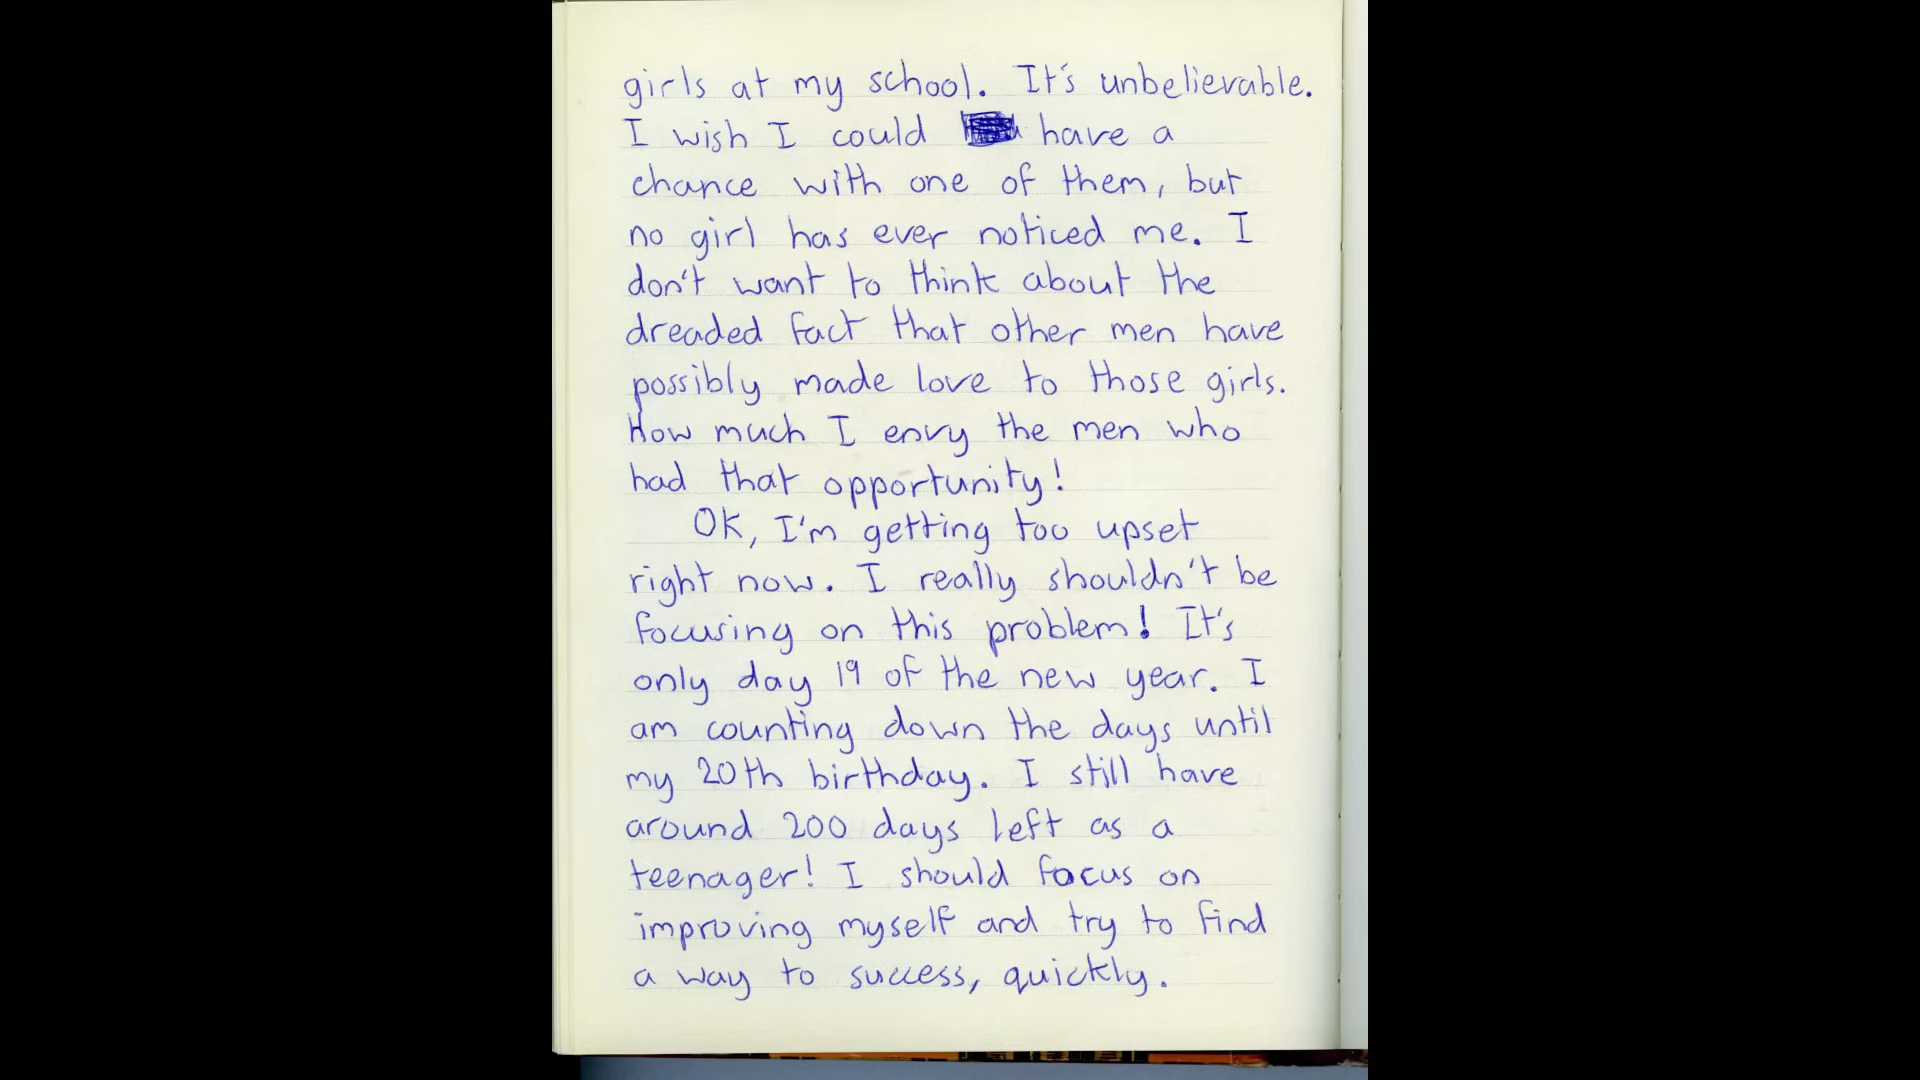 girls at my school. It's unbelievable.
I wish I could have a
chance with one of them, but
no girl has ever noticed me. I
don't want to think about the
dreaded fact that other men have
possibly made love to those girls.
How much I envy the men who
had that opportunity!
OK, I'm getting too upset
right now. I really shouldn't be
focusing on this problem! It's
only day 19 of the new year. I
am counting down the days until
my 20th birthday. I still have
around 200 days left as a
teenager! I should focus on
improving myself and try to find
a way to success, quickly.